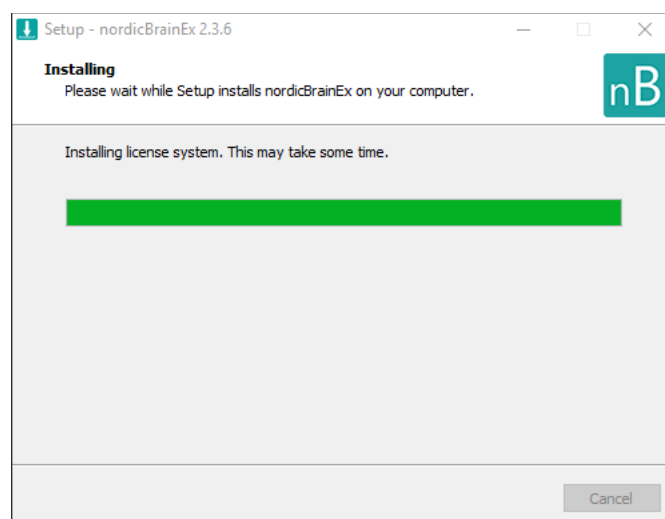 Setup - nordicBrainEx 2.3.6
Installing
Please wait while Setup installs nordicBrainEx on your computer.
nB
Installing license system. This may take some time.
Cancel